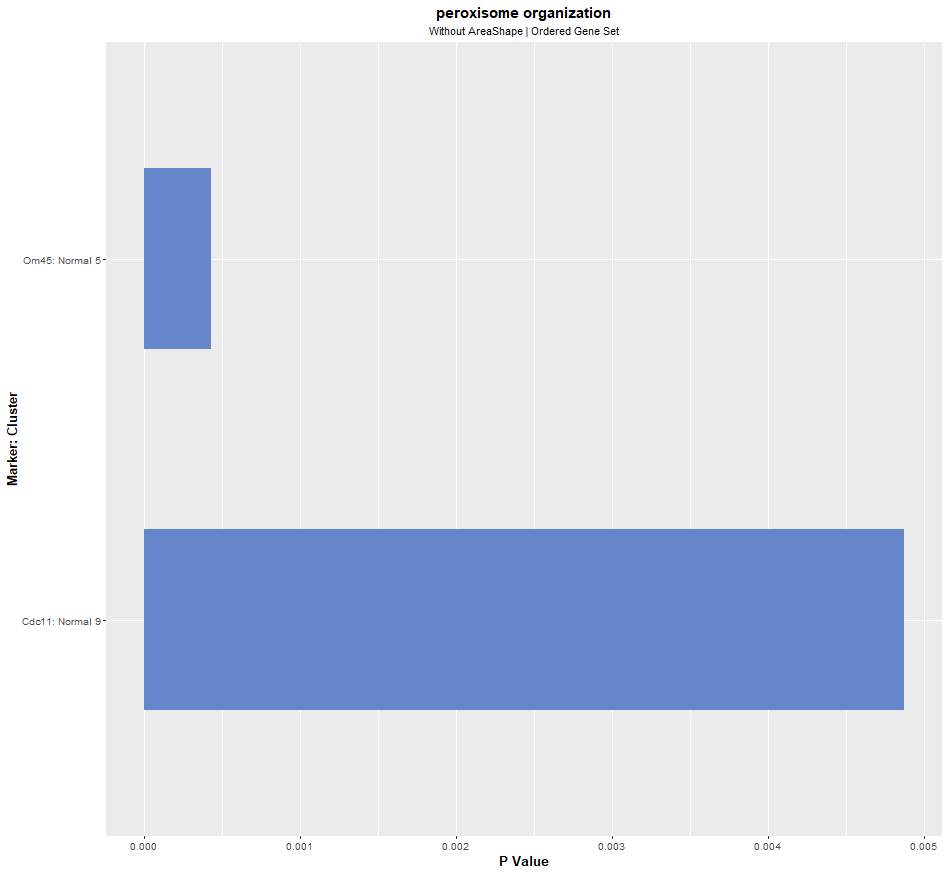 peroxisome organization
Without AreaShape | Ordered Gene Set
Marker: Cluster
Om45: Normal 5
Cdc11: Normal 9
0.000
0.001
0.002
0.003
0.004
0.005
P Value